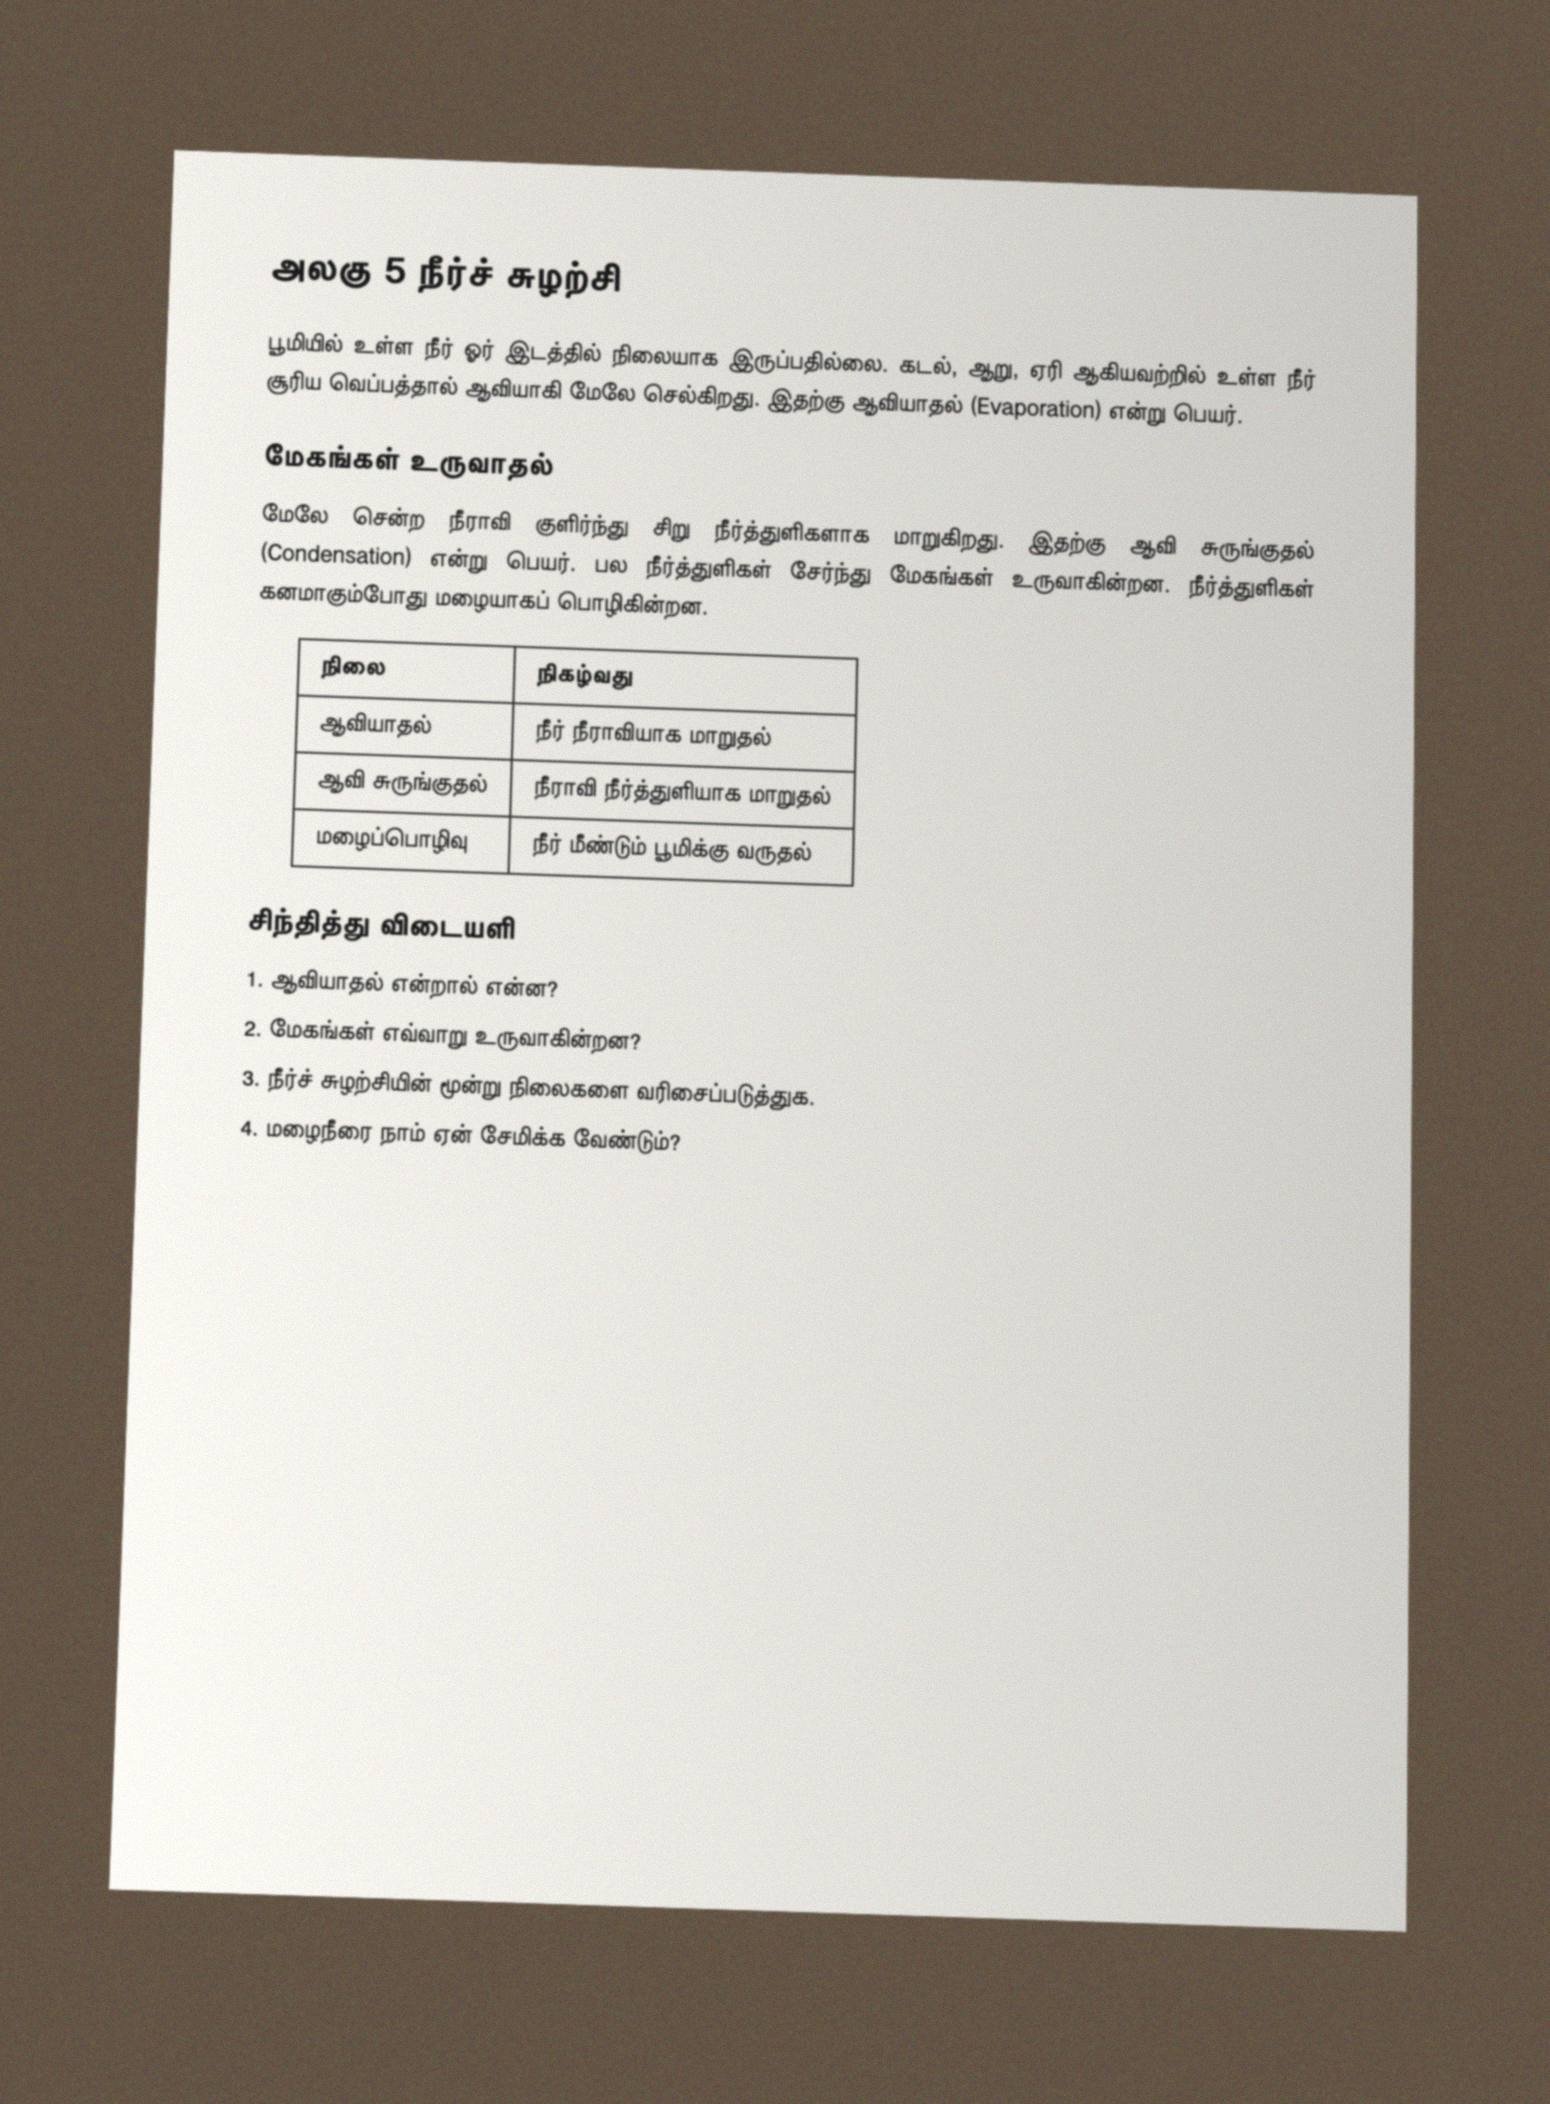 அலகு 5 நீர்ச் சுழற்சி
பூமியில் உள்ள நீர் ஓர் இடத்தில் நிலையாக இருப்பதில்லை. கடல், ஆறு, ஏரி ஆகியவற்றில் உள்ள நீர்
சூரிய வெப்பத்தால் ஆவியாகி மேலே செல்கிறது. இதற்கு ஆவியாதல் (Evaporation) என்று பெயர்.
மேகங்கள் உருவாதல்
மேலே சென்ற நீராவி குளிர்ந்து சிறு நீர்த்துளிகளாக மாறுகிறது. இதற்கு ஆவி சுருங்குதல்
(Condensation) என்று பெயர். பல நீர்த்துளிகள் சேர்ந்து மேகங்கள் உருவாகின்றன. நீர்த்துளிகள்
கனமாகும்போது மழையாகப் பொழிகின்றன.
நிலை நிகழ்வது
ஆவியாதல் நீர் நீராவியாக மாறுதல்
ஆவி சுருங்குதல் நீராவி நீர்த்துளியாக மாறுதல்
மழைப்பொழிவு நீர் மீண்டும் பூமிக்கு வருதல்
சிந்தித்து விடையளி
1. ஆவியாதல் என்றால் என்ன?
2. மேகங்கள் எவ்வாறு உருவாகின்றன?
3. நீர்ச் சுழற்சியின் மூன்று நிலைகளை வரிசைப்படுத்துக.
4. மழைநீரை நாம் ஏன் சேமிக்க வேண்டும்?